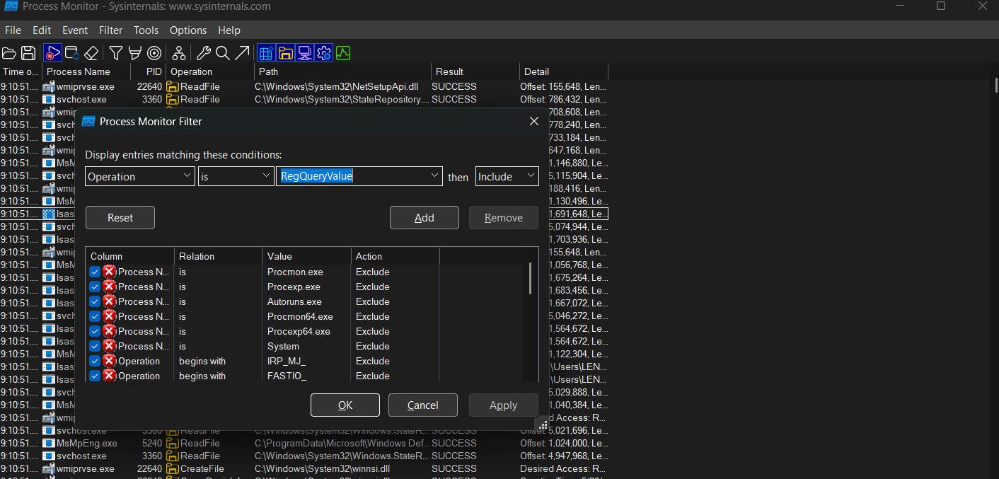 Process Monitor - Sysinternals: www.sysinternals.com
File Edit Event Filter Tools Options Help
Time o... Process Name PID Operation Path Result Detail
9:10:51.... wmiprvse.exe 22640 ReadFile C:\Windows\System32\NetSetupApi.dll SUCCESS Offset: 155,648, Len...
9:10:51.... svchost.exe 3360 ReadFile C:\Windows\System32\StateRepository.... SUCCESS Offset: 786,432, Len...
9:10:51.... 708,608, Len...
Process Monitor Filter
9:10:51.... 778,240, Len...
9:10:51.... 733,184, Len...
9:10:51.... 647,168, Len...
Display entries matching these conditions:
9:10:51.... MsM 1,146,880, Len...
Operation is RegQueryValue then Include
9:10:51.... 5,115,904, Len...
9:10:51.... 188,416, Len...
9:10:51.... MsM 1,130,496, Le...
9:10:51.... lsas 1,691,648, Le...
Reset Add Remove
9:10:51.... 5,074,944, Le...
9:10:51.... lsas 1,703,936, Le...
9:10:51.... 155,648, Len...
Column Relation Value Action
9:10:51.... MsM 1,056,768, Le...
Process N... is Procmon.exe Exclude
9:10:51.... lsas 1,675,264, Le...
Process N... is Procexp.exe Exclude
9:10:51.... lsas 1,683,456, Le...
Process N... is Autoruns.exe Exclude
9:10:51.... lsas 1,667,072, Le...
Process N... is Procmon64.exe Exclude
9:10:51.... 5,046,272, Le...
Process N... is Procexp64.exe Exclude
9:10:51.... lsas 1,564,672, Le...
9:10:51.... lsas 1,564,672, Le...
Process N... is System Exclude
9:10:51.... MsM 1,122,304, Le...
Operation begins with IRP_MJ_ Exclude
9:10:51.... lsas \Users\LEN...
Operation begins with FASTIO_ Exclude
9:10:51.... lsas \Users\LEN...
9:10:51.... 5,029,888, Le...
9:10:51.... MsM 1,040,384, Le...
OK Cancel Apply
9:10:51.... d Access: R...
9:10:51.... svchost.exe 3360 ReadFile C:\Windows\System32\Windows.StateR... SUCCESS Offset: 5,021,696, Le...
9:10:51.... MsMpEng.exe 5240 ReadFile C:\ProgramData\Microsoft\Windows Def... SUCCESS Offset: 1,024,000, Le...
9:10:51.... svchost.exe 3360 ReadFile C:\Windows\System32\Windows.StateR... SUCCESS Offset: 4,947,968, Le...
9:10:51.... wmiprvse.exe 22640 CreateFile C:\Windows\System32\winnsi.dll SUCCESS Desired Access: R...